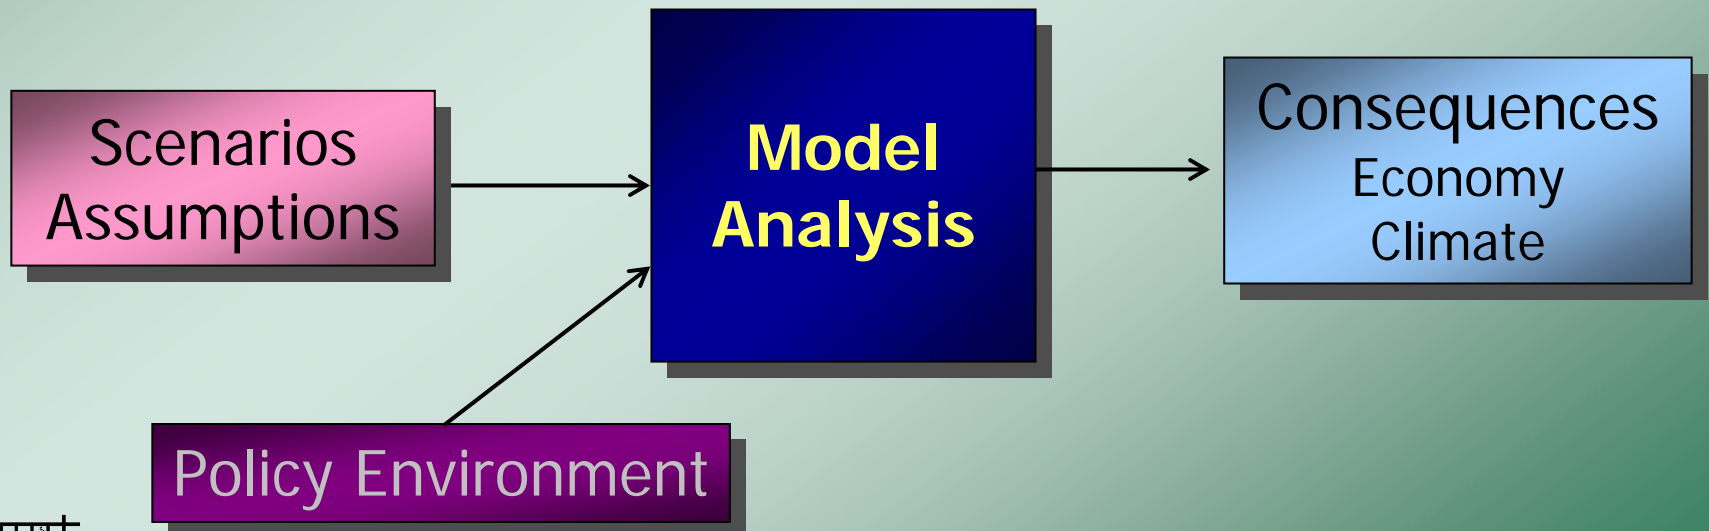 Scenarios
Assumptions
Model
Analysis
Consequences
Economy
Climate
Policy Environment